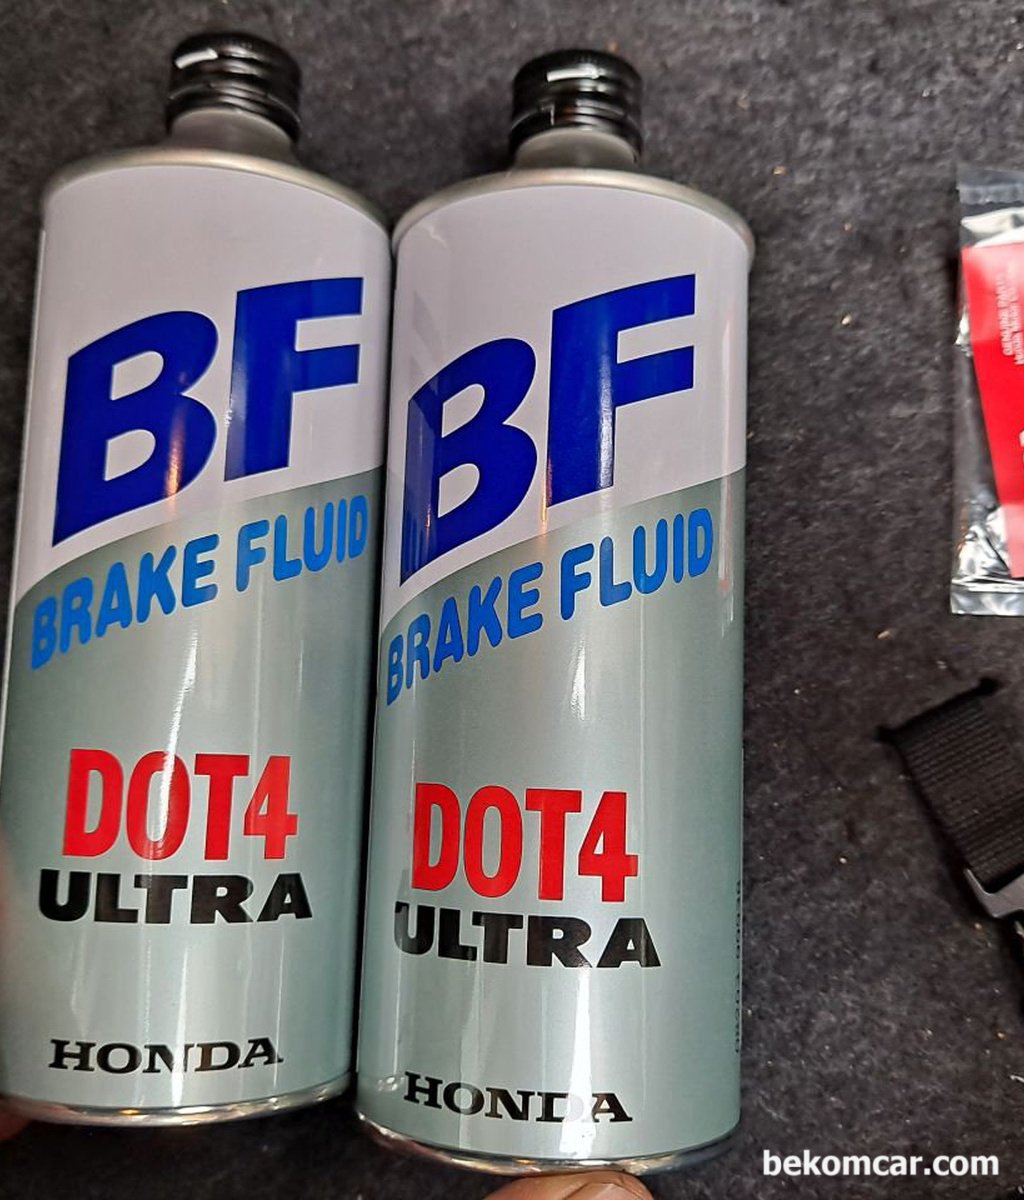 BF
BRAKE FLUID
DOT4
ULTRA
HONDA
BF
BRAKE FLUID
DOT4
ULTRA
HONDA
bekomcar.com